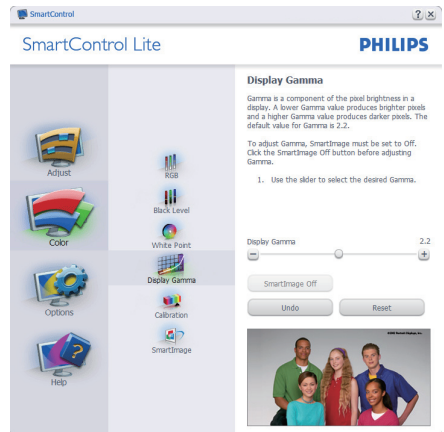 SmartControl
SmartControl Lite
PHILIPS
Adjust
Color
Options
Help
RGB
Black Level
White Point
Display Gamma
Calibration
SmartImage
Display Gamma
Gamma is a component of the pixel brightness in a
display. A lower Gamma value produces brighter pixels
and a higher Gamma value produces darker pixels. The
default value for Gamma is 2.2.
To adjust Gamma, SmartImage must be set to Off.
Click the SmartImage Off button before adjusting
Gamma.
1. Use the slider to select the desired Gamma.
Display Gamma 2.2
SmartImage Off
Undo Reset